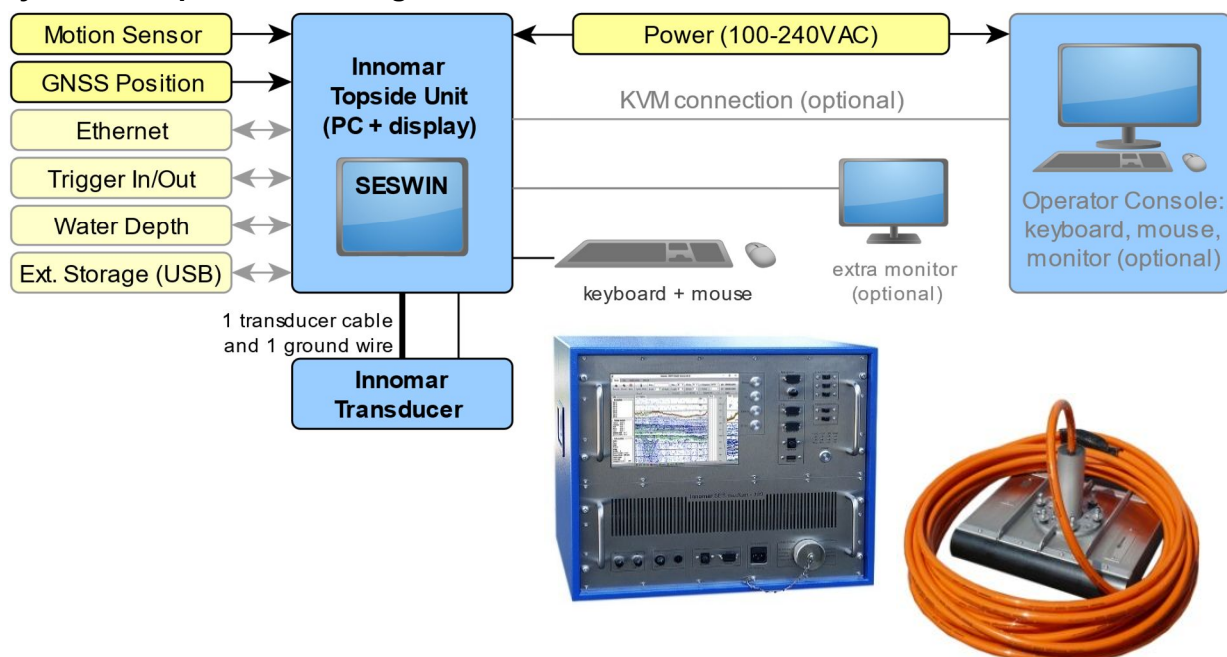 Motion Sensor
GNSS Position
Ethernet
Trigger In/Out
Water Depth
Ext. Storage (USB)
Innomar
Topside Unit
(PC + display)
SESWIN
Power (100-240VAC)
KVM connection (optional)
keyboard + mouse
extra monitor
(optional)
Operator Console:
keyboard, mouse,
monitor (optional)
1 transducer cable
and 1 ground wire
Innomar
Transducer